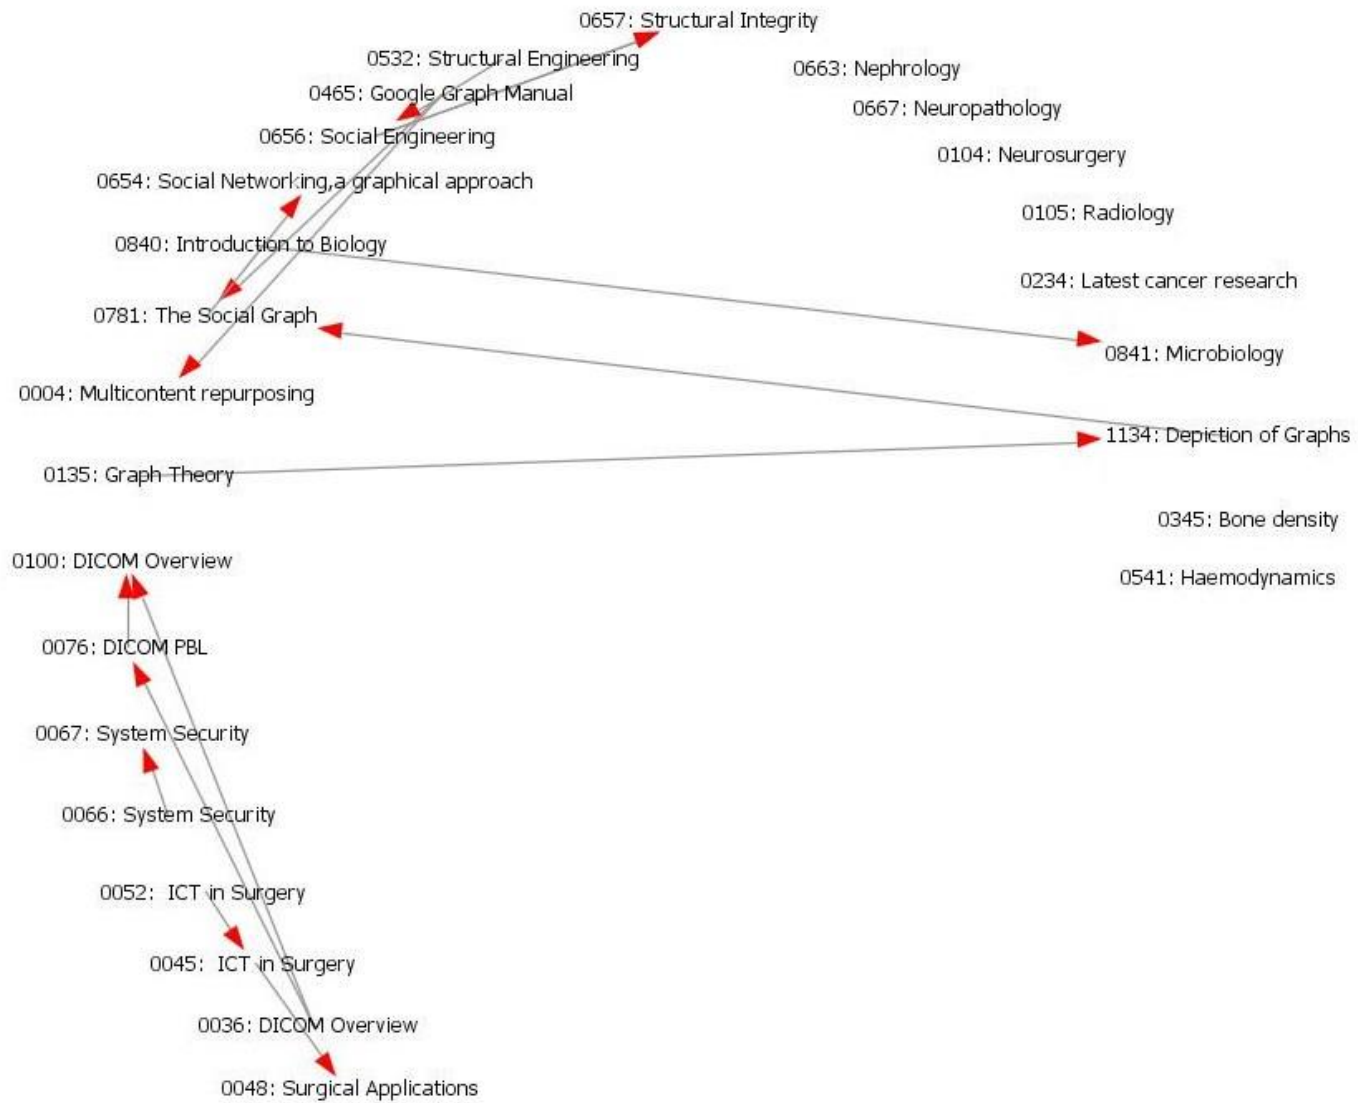 0657: Structural Integrity
0532: Structural Engineering
0663: Nephrology
0465: Google Graph Manual
0667: Neuropathology
0656: Social Engineering
0104: Neurosurgery
0654: Social Networking,a graphical approach
0105: Radiology
0840: Introduction to Biology
0234: Latest cancer research
0781: The Social Graph
0841: Microbiology
0004: Multicontent repurposing
1134: Depiction of Graphs
0135: Graph Theory
0345: Bone density
0100: DICOM Overview
0541: Haemodynamics
0076: DICOM PBL
0067: System Security
0066: System Security
0052:  ICT in Surgery
0045:  ICT in Surgery
0036: DICOM Overview
0048: Surgical Applications